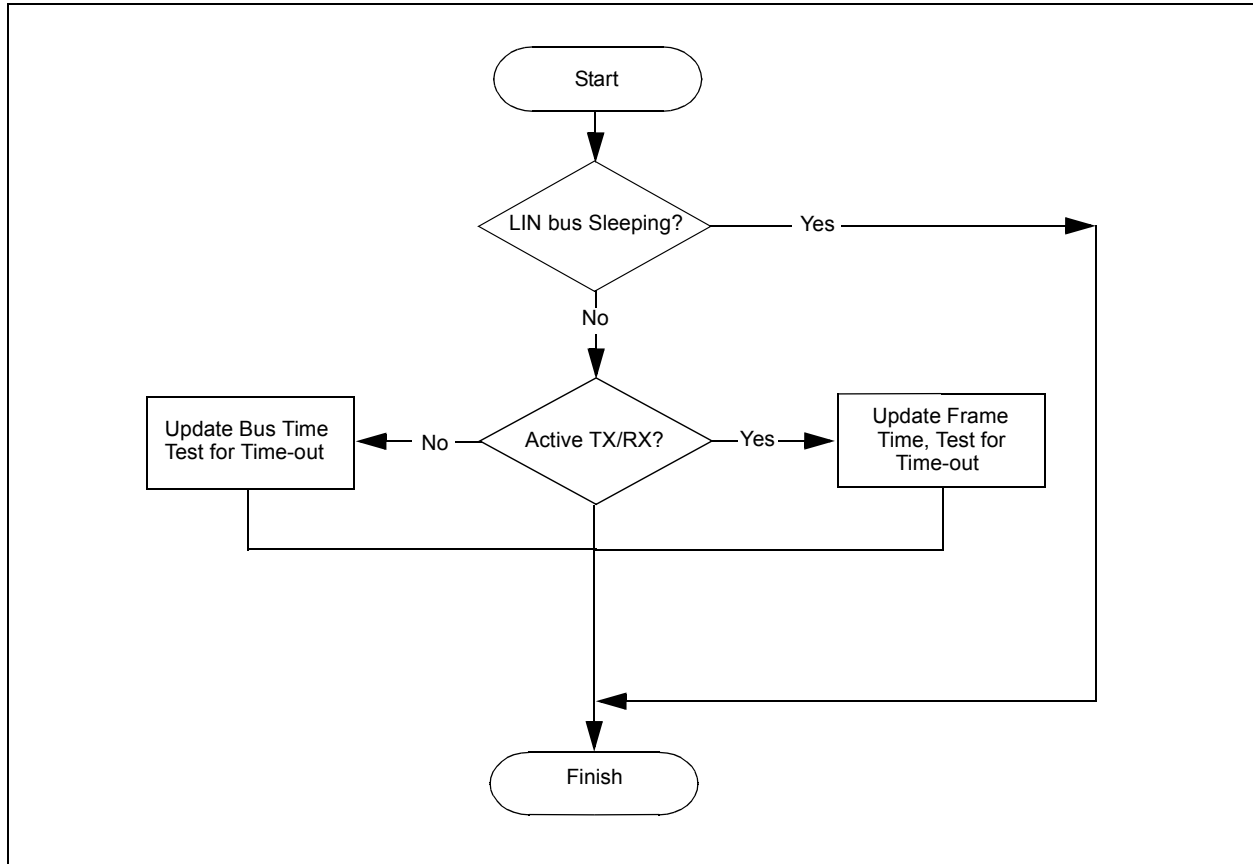 Start
LIN bus Sleeping?
Yes
No
Update Bus Time
Test for Time-out
No
Active TX/RX?
Yes
Update Frame
Time, Test for
Time-out
Finish